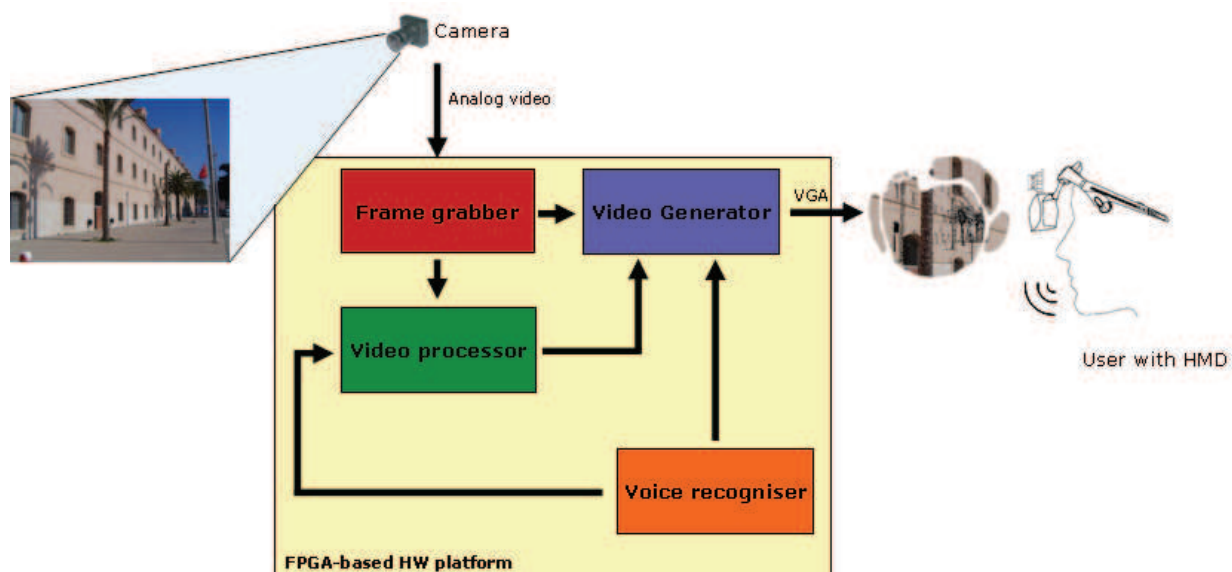 Camera
Analog video
Frame grabber
Video Generator
VGA
Video processor
User with HMD
Voice recogniser
FPGA-based HW platform